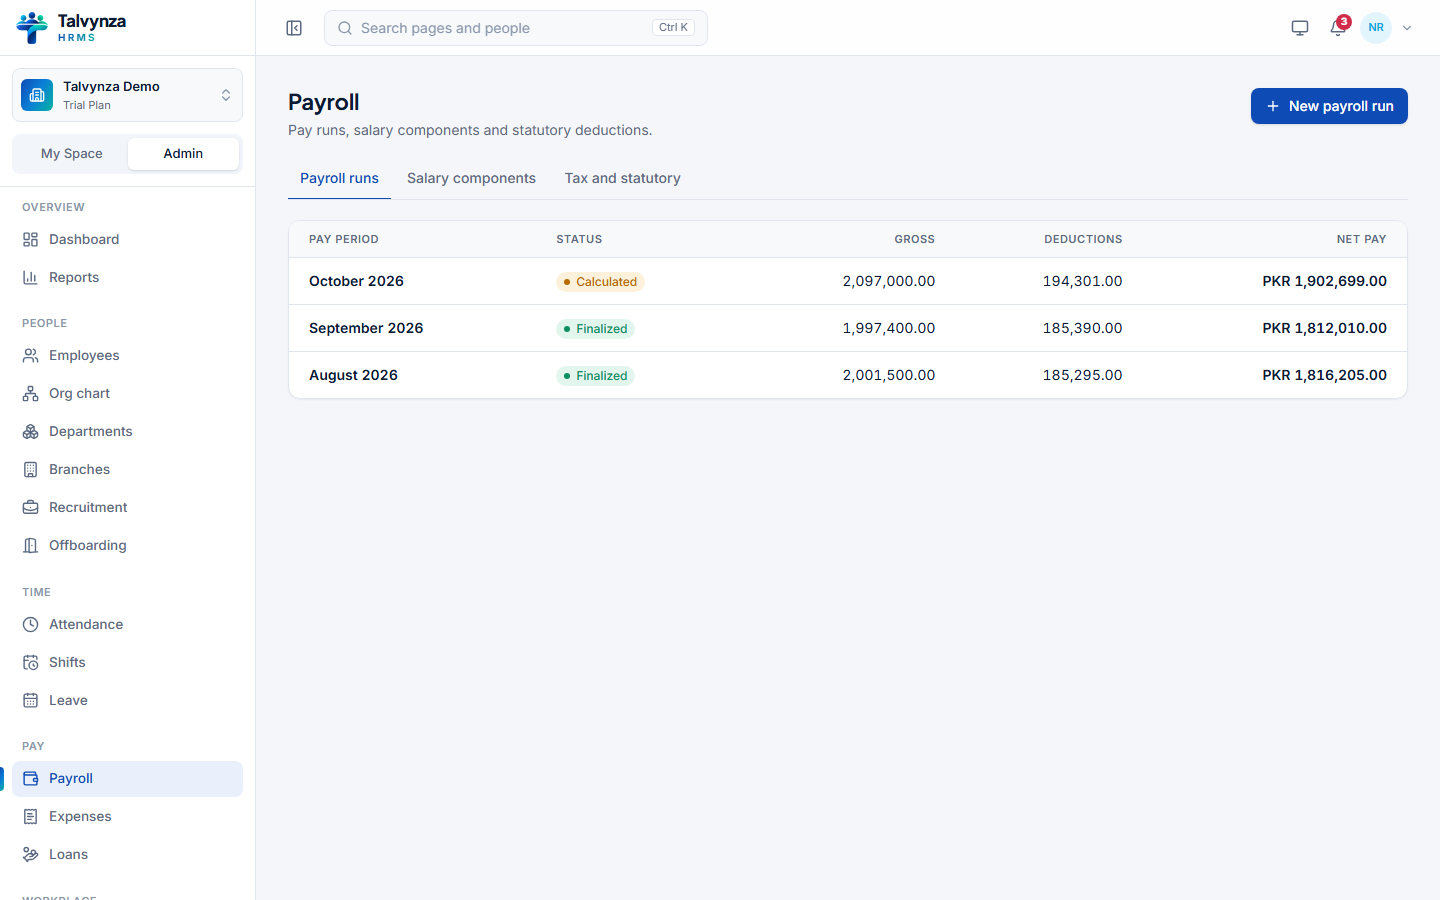 Talvynza
HRMS
Search pages and people
Ctrl K
3
NR
Talvynza Demo
Trial Plan
My Space
Admin
OVERVIEW
Dashboard
Reports
PEOPLE
Employees
Org chart
Departments
Branches
Recruitment
Offboarding
TIME
Attendance
Shifts
Leave
PAY
Payroll
Expenses
Loans
Payroll
Pay runs, salary components and statutory deductions.
New payroll run
Payroll runs Salary components Tax and statutory
PAY PERIOD STATUS GROSS DEDUCTIONS NET PAY
October 2026 Calculated 2,097,000.00 194,301.00 PKR 1,902,699.00
September 2026 Finalized 1,997,400.00 185,390.00 PKR 1,812,010.00
August 2026 Finalized 2,001,500.00 185,295.00 PKR 1,816,205.00